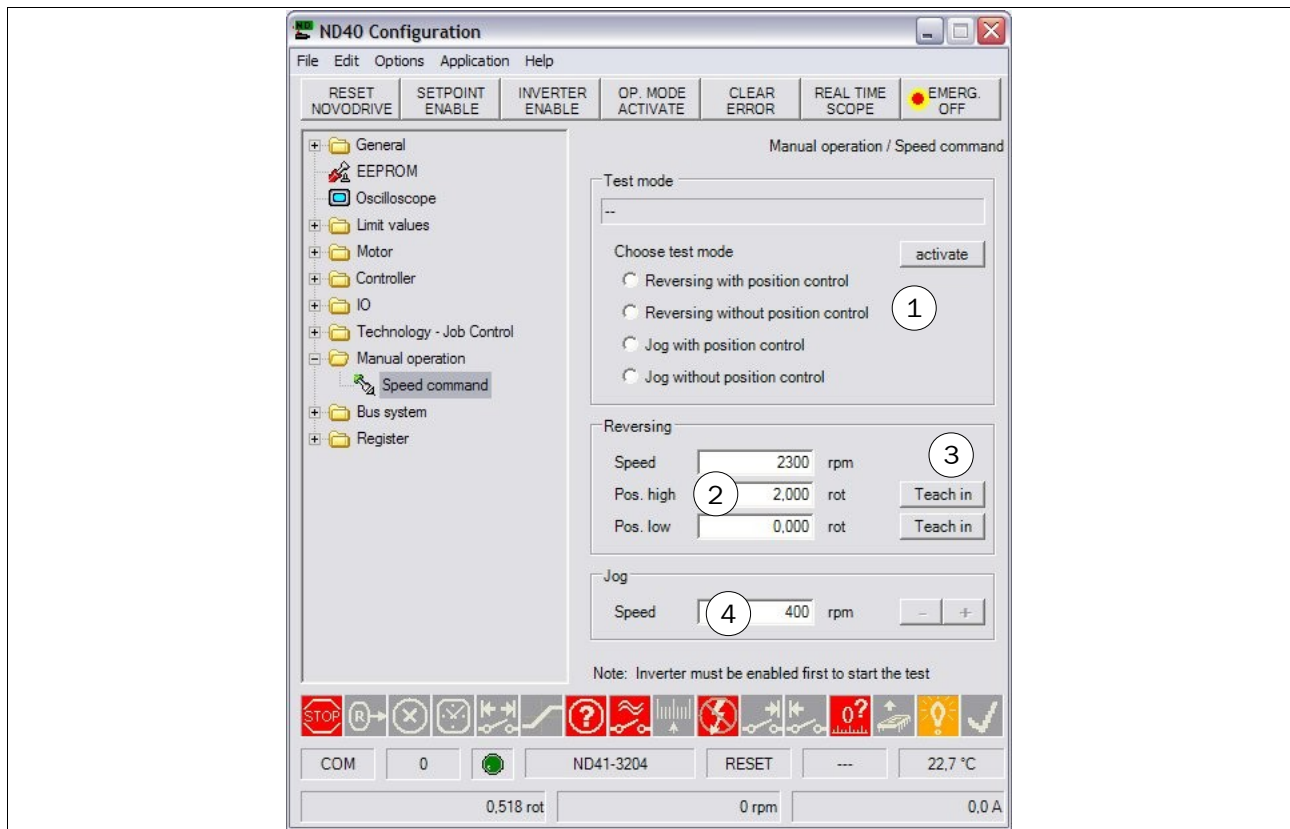 ND40 Configuration
File Edit Options Application Help
RESET NOVODRIVE
SETPOINT ENABLE
INVERTER ENABLE
OP. MODE ACTIVATE
CLEAR ERROR
REAL TIME SCOPE
EMERG. OFF
General
EEPROM
Oscilloscope
Limit values
Motor
Controller
IO
Technology - Job Control
Manual operation
Speed command
Bus system
Register
Manual operation / Speed command
Test mode
--
Choose test mode activate
Reversing with position control
Reversing without position control
1
Jog with position control
Jog without position control
Reversing
3
Speed 2300 rpm
Pos. high 2 2,000 rot Teach in
Pos. low 0,000 rot Teach in
Jog
Speed 4 400 rpm - +
Note: Inverter must be enabled first to start the test
STOP R ? 0?
COM 0 ND41-3204 RESET --- 22,7 °C
0,518 rot 0 rpm 0,0 A